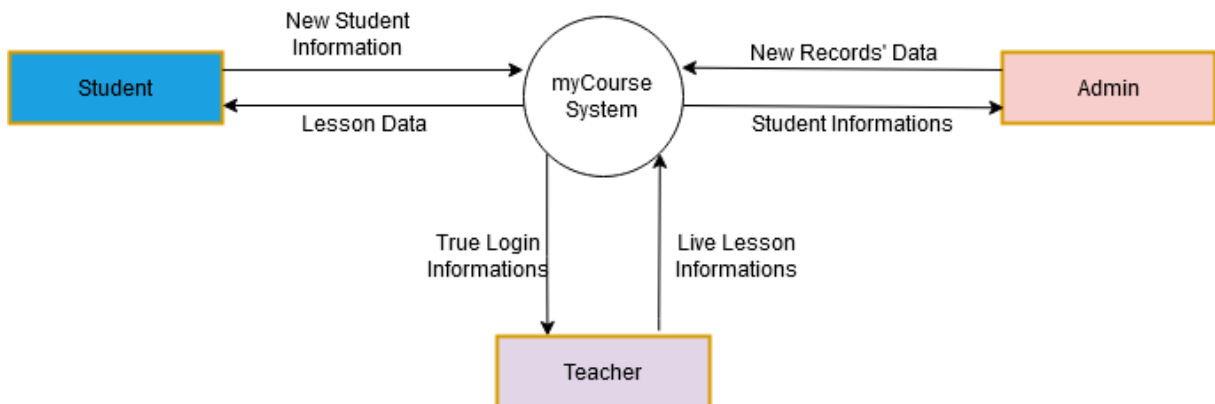 New Student
Information
Student
Lesson Data
myCourse
System
New Records' Data
Student Informations
Admin
True Login
Informations
Live Lesson
Informations
Teacher